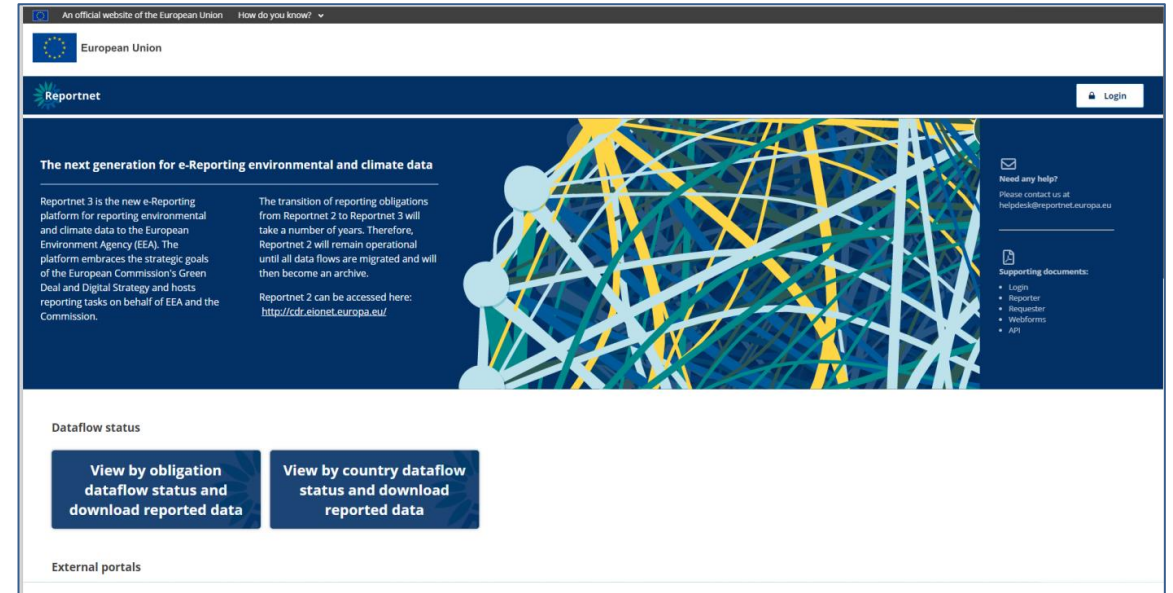 An official website of the European Union How do you know?
European Union
Reportnet
Login
The next generation for e-Reporting environmental and climate data
Reportnet 3 is the new e-Reporting
platform for reporting environmental
and climate data to the European
Environment Agency (EEA). The
platform embraces the strategic goals
of the European Commission's Green
Deal and Digital Strategy and hosts
reporting tasks on behalf of EEA and the
Commission.
The transition of reporting obligations
from Reportnet 2 to Reportnet 3 will
take a number of years. Therefore,
Reportnet 2 will remain operational
until all data flows are migrated and will
then become an archive.
Reportnet 2 can be accessed here:
http://cdr.eionet.europa.eu/
Need any help?
Please contact us at
helpdesk@reportnet.europa.eu
Supporting documents:
• Login
• Reporter
• Requester
• Webforms
• API
Dataflow status
View by obligation
dataflow status and
download reported data
View by country dataflow
status and download
reported data
External portals